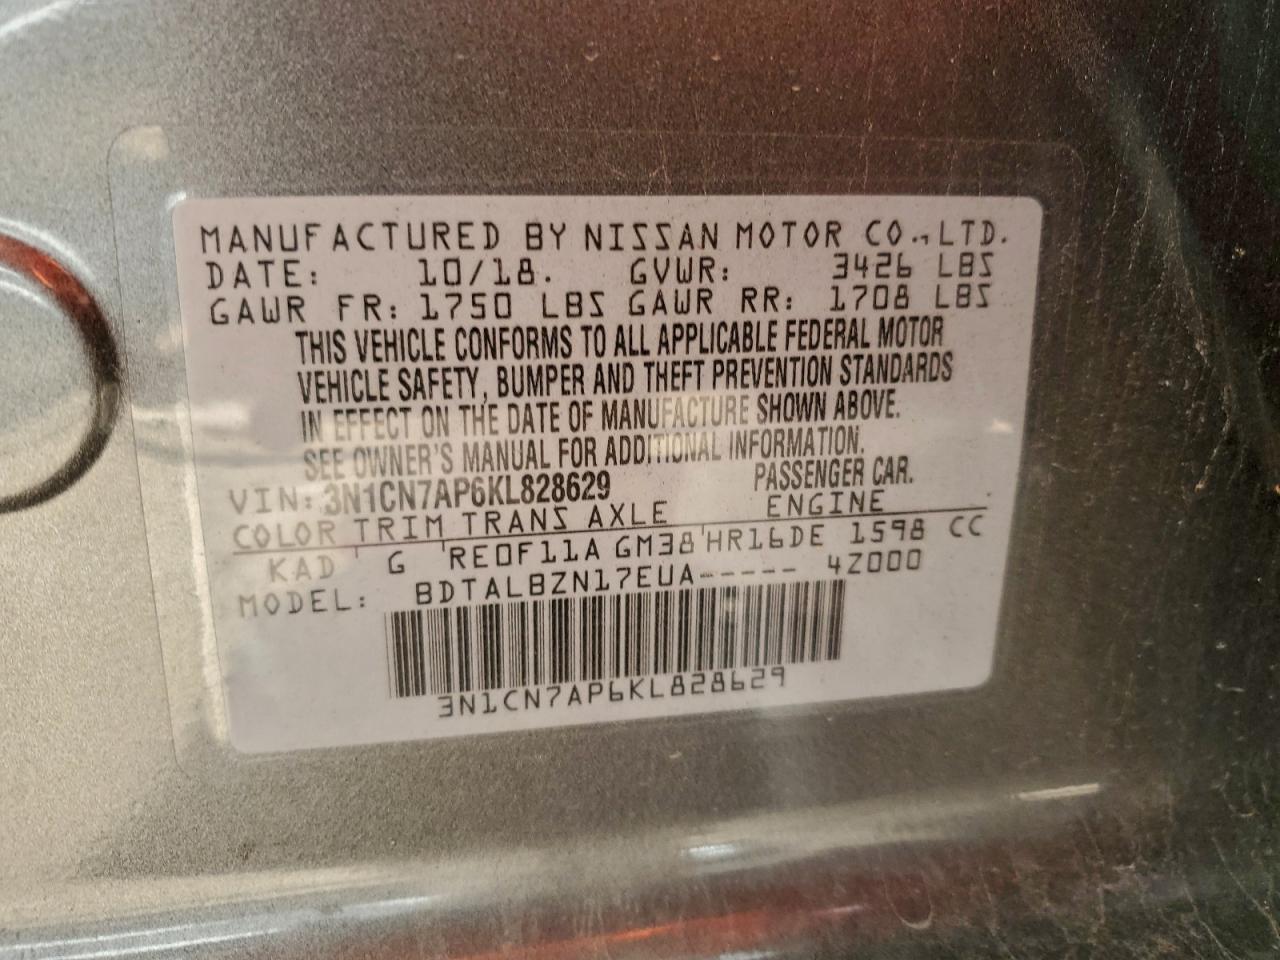 MANUFACTURED BY NISSAN MOTOR CO., LTD.
DATE: 10/18. GVWR: 3426 LBS
GAWR FR: 1750 LBS GAWR RR: 1708 LBS
THIS VEHICLE CONFORMS TO ALL APPLICABLE FEDERAL MOTOR
VEHICLE SAFETY, BUMPER AND THEFT PREVENTION STANDARDS
IN EFFECT ON THE DATE OF MANUFACTURE SHOWN ABOVE.
SEE OWNER'S MANUAL FOR ADDITIONAL INFORMATION.
VIN: 3N1CN7AP6KL828629 PASSENGER CAR.
COLOR TRIM TRANS AXLE ENGINE
KAD G RE0F11A GM38 HR16DE 1598 CC
MODEL: BDTALBZN17EUA----- 4Z000
3N1CN7AP6KL828629